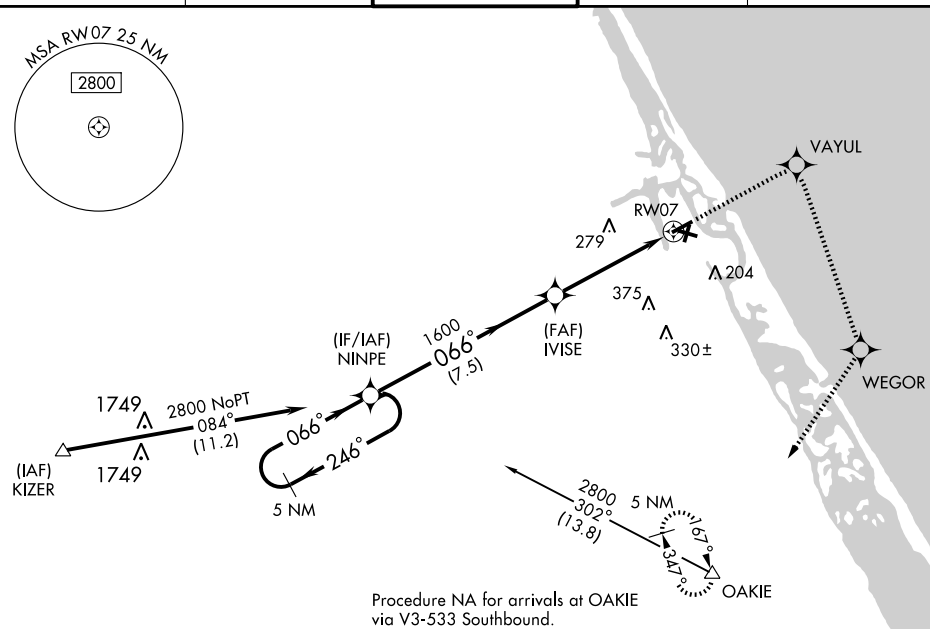 MSA RW07 25 NM
2800
VAYUL
RW07
279
204
375
(FAF)
IVISE
330±
(IF/IAF)
NINPE
1600
066°
(7.5)
WEGOR
1749
2800 NoPT
084°
(11.2)
1749
(IAF)
KIZER
066°
246°
5 NM
2800
302°
(13.8)
5 NM
167°
347°
OAKIE
Procedure NA for arrivals at OAKIE
via V3-533 Southbound.